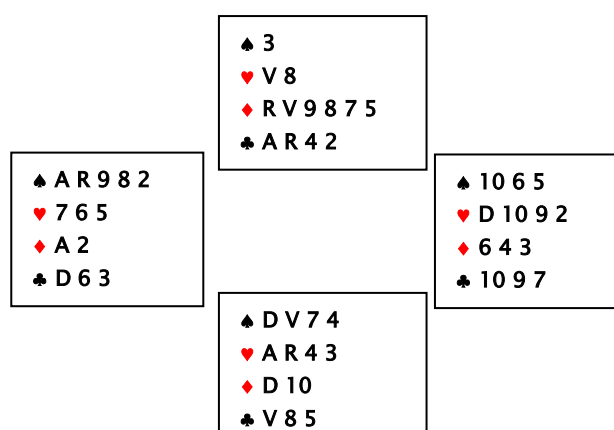 ♠ 3
♥ V 8
♦ R V 9 8 7 5
♣ A R 4 2
♠ A R 9 8 2
♥ 7 6 5
♦ A 2
♣ D 6 3
♠ 10 6 5
♥ D 10 9 2
♦ 6 4 3
♣ 10 9 7
♠ D V 7 4
♥ A R 4 3
♦ D 10
♣ V 8 5